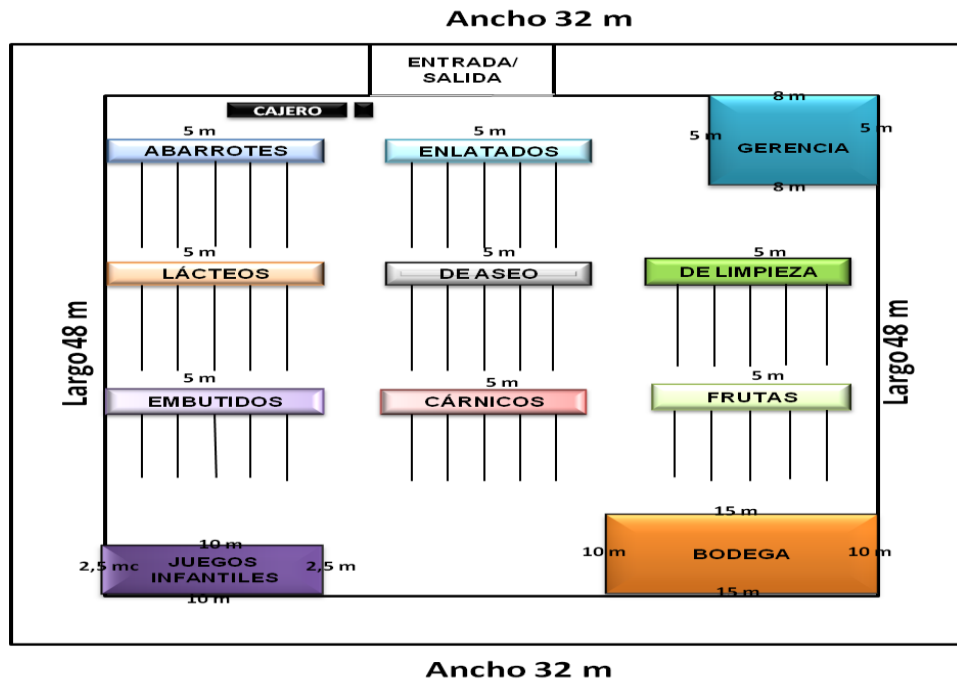 Ancho 32 m
ENTRADA/
SALIDA
CAJERO
8 m
5 m
5 m
GERENCIA
8 m
5 m
ABARROTES
5 m
ENLATADOS
5 m
LÁCTEOS
5 m
DE ASEO
5 m
DE LIMPIEZA
Largo 48 m
Largo 48 m
5 m
EMBUTIDOS
5 m
CÁRNICOS
5 m
FRUTAS
10 m
2,5 mc
JUEGOS
INFANTILES
2,5 m
10 m
15 m
10 m
BODEGA
10 m
15 m
Ancho 32 m